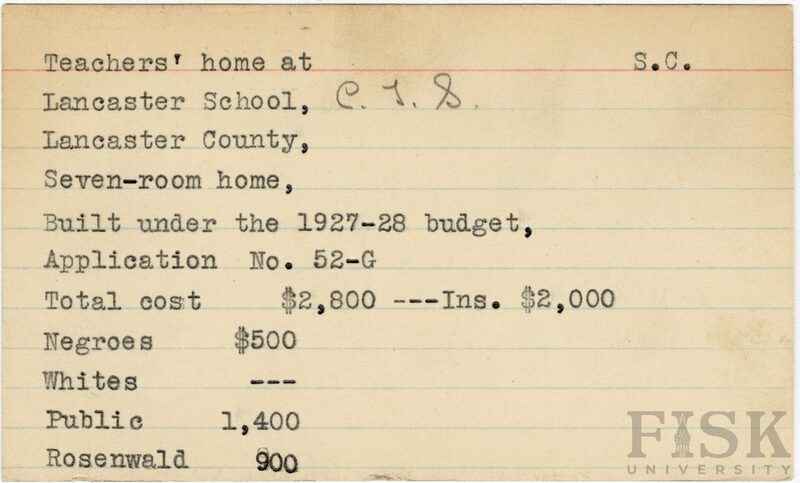 Teachers' home at S.C.
Lancaster School, C. T. S.
Lancaster County,
Seven-room home,
Built under the 1927-28 budget,
Application No. 52-G
Total cost $2,800 ---Ins. $2,000
Negroes $500
Whites ---
Public 1,400
Rosenwald 900
FISK
UNIVERSITY